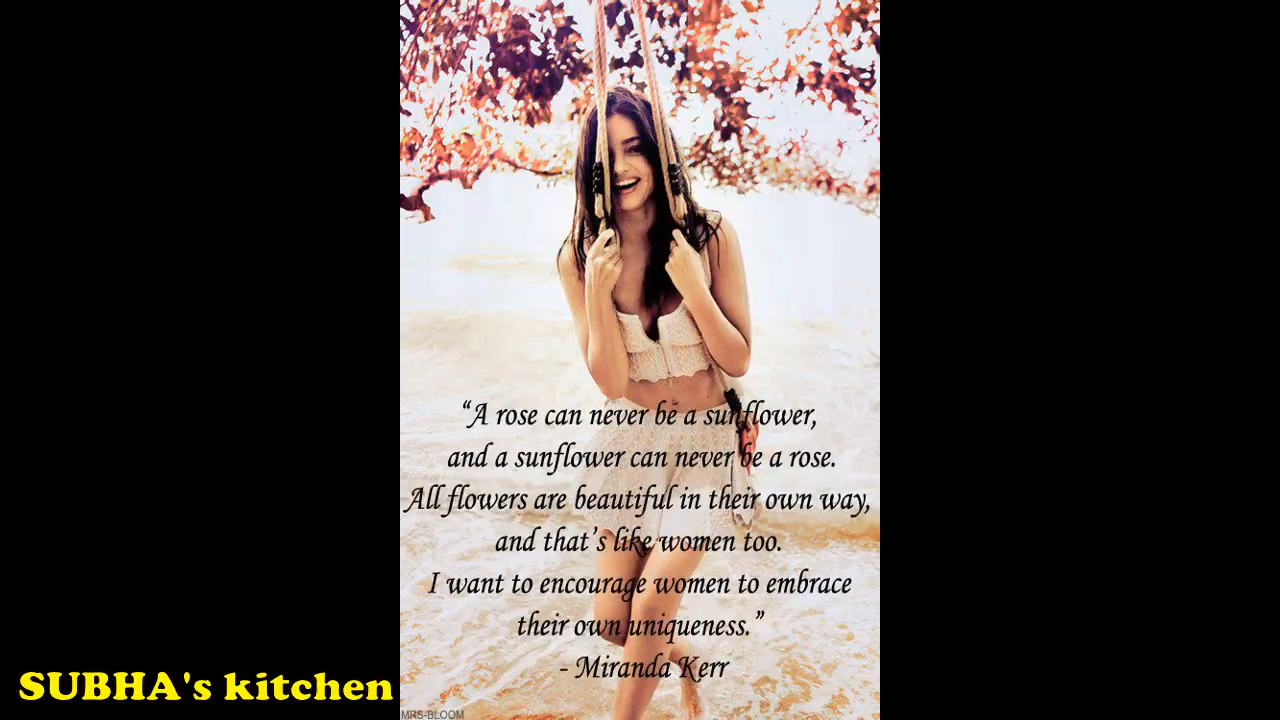 “A rose can never be a sunflower,
and a sunflower can never be a rose.
All flowers are beautiful in their own way,
and that’s like women too.
I want to encourage women to embrace
their own uniqueness.”
- Miranda Kerr
SUBHA's kitchen
MRS-BLOOM